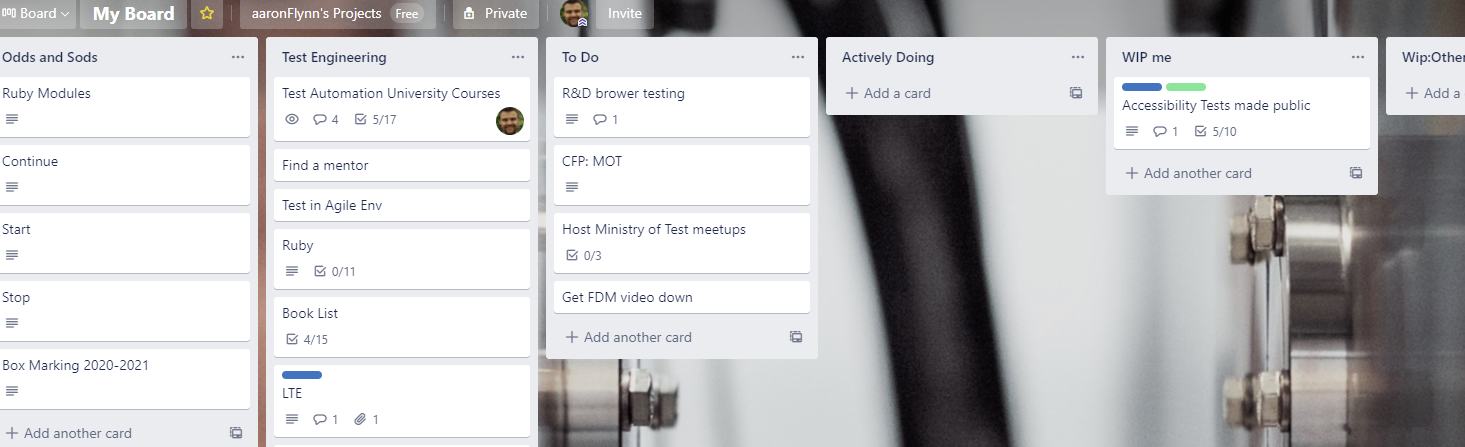 Board
My Board
aaronFlynn's Projects Free
Private
Invite
Odds and Sods
Ruby Modules
Continue
Start
Stop
Box Marking 2020-2021
+ Add another card
Test Engineering
Test Automation University Courses
4 5/17
Find a mentor
Test in Agile Env
Ruby
0/11
Book List
4/15
LTE
1 1
To Do
R&D brower testing
1
CFP: MOT
Host Ministry of Test meetups
0/3
Get FDM video down
+ Add another card
Actively Doing
+ Add a card
WIP me
Accessibility Tests made public
1 5/10
+ Add another card
Wip:Other
+ Add a